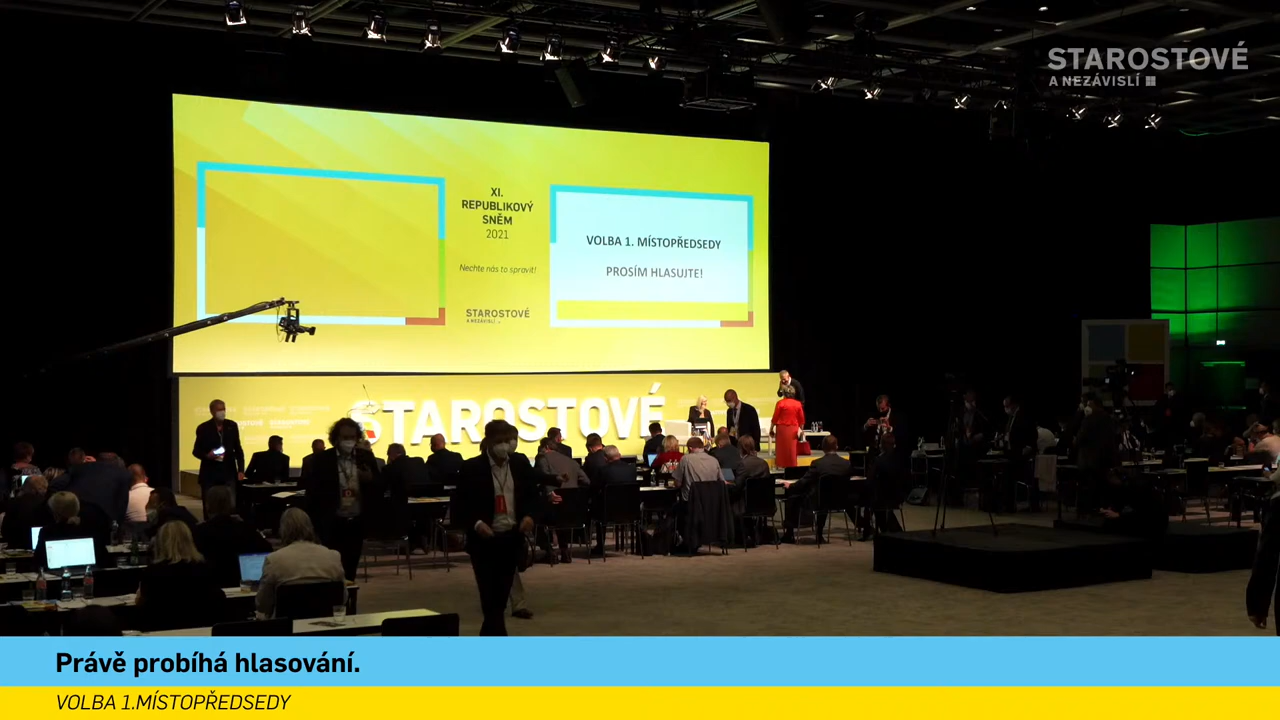 STAROSTOVÉ
A NEZÁVISLÍ
XI.
REPUBLIKOVÝ
SNĚM
2021
Nechte nás to spravit!
STAROSTOVÉ
A NEZÁVISLÍ
VOLBA 1. MÍSTOPŘEDSEDY
PROSÍM HLASUJTE!
STAROSTOVÉ
Právě probíhá hlasování.
VOLBA 1.MÍSTOPŘEDSEDY